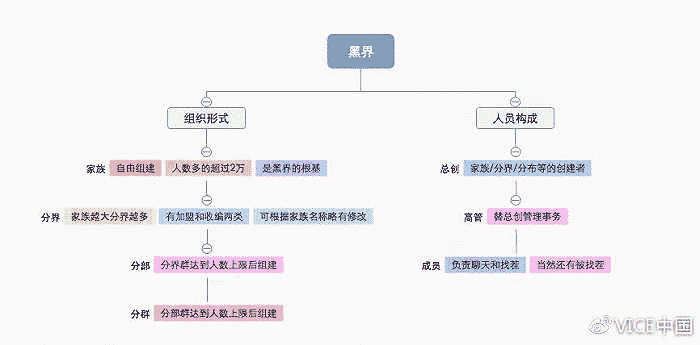 黑界
组织形式
人员构成
家族 自由组建 人数多的超过2万 是黑界的根基
总创 家族/分界/分布等的创建者
分界 家族越大分界越多 有加盟和收编两类 可根据家族名称略有修改
高管 替总创管理事务
分部 分界群达到人数上限后组建
成员 负责聊天和找茬 当然还有被找茬
分群 分部群达到人数上限后组建
VICE中国